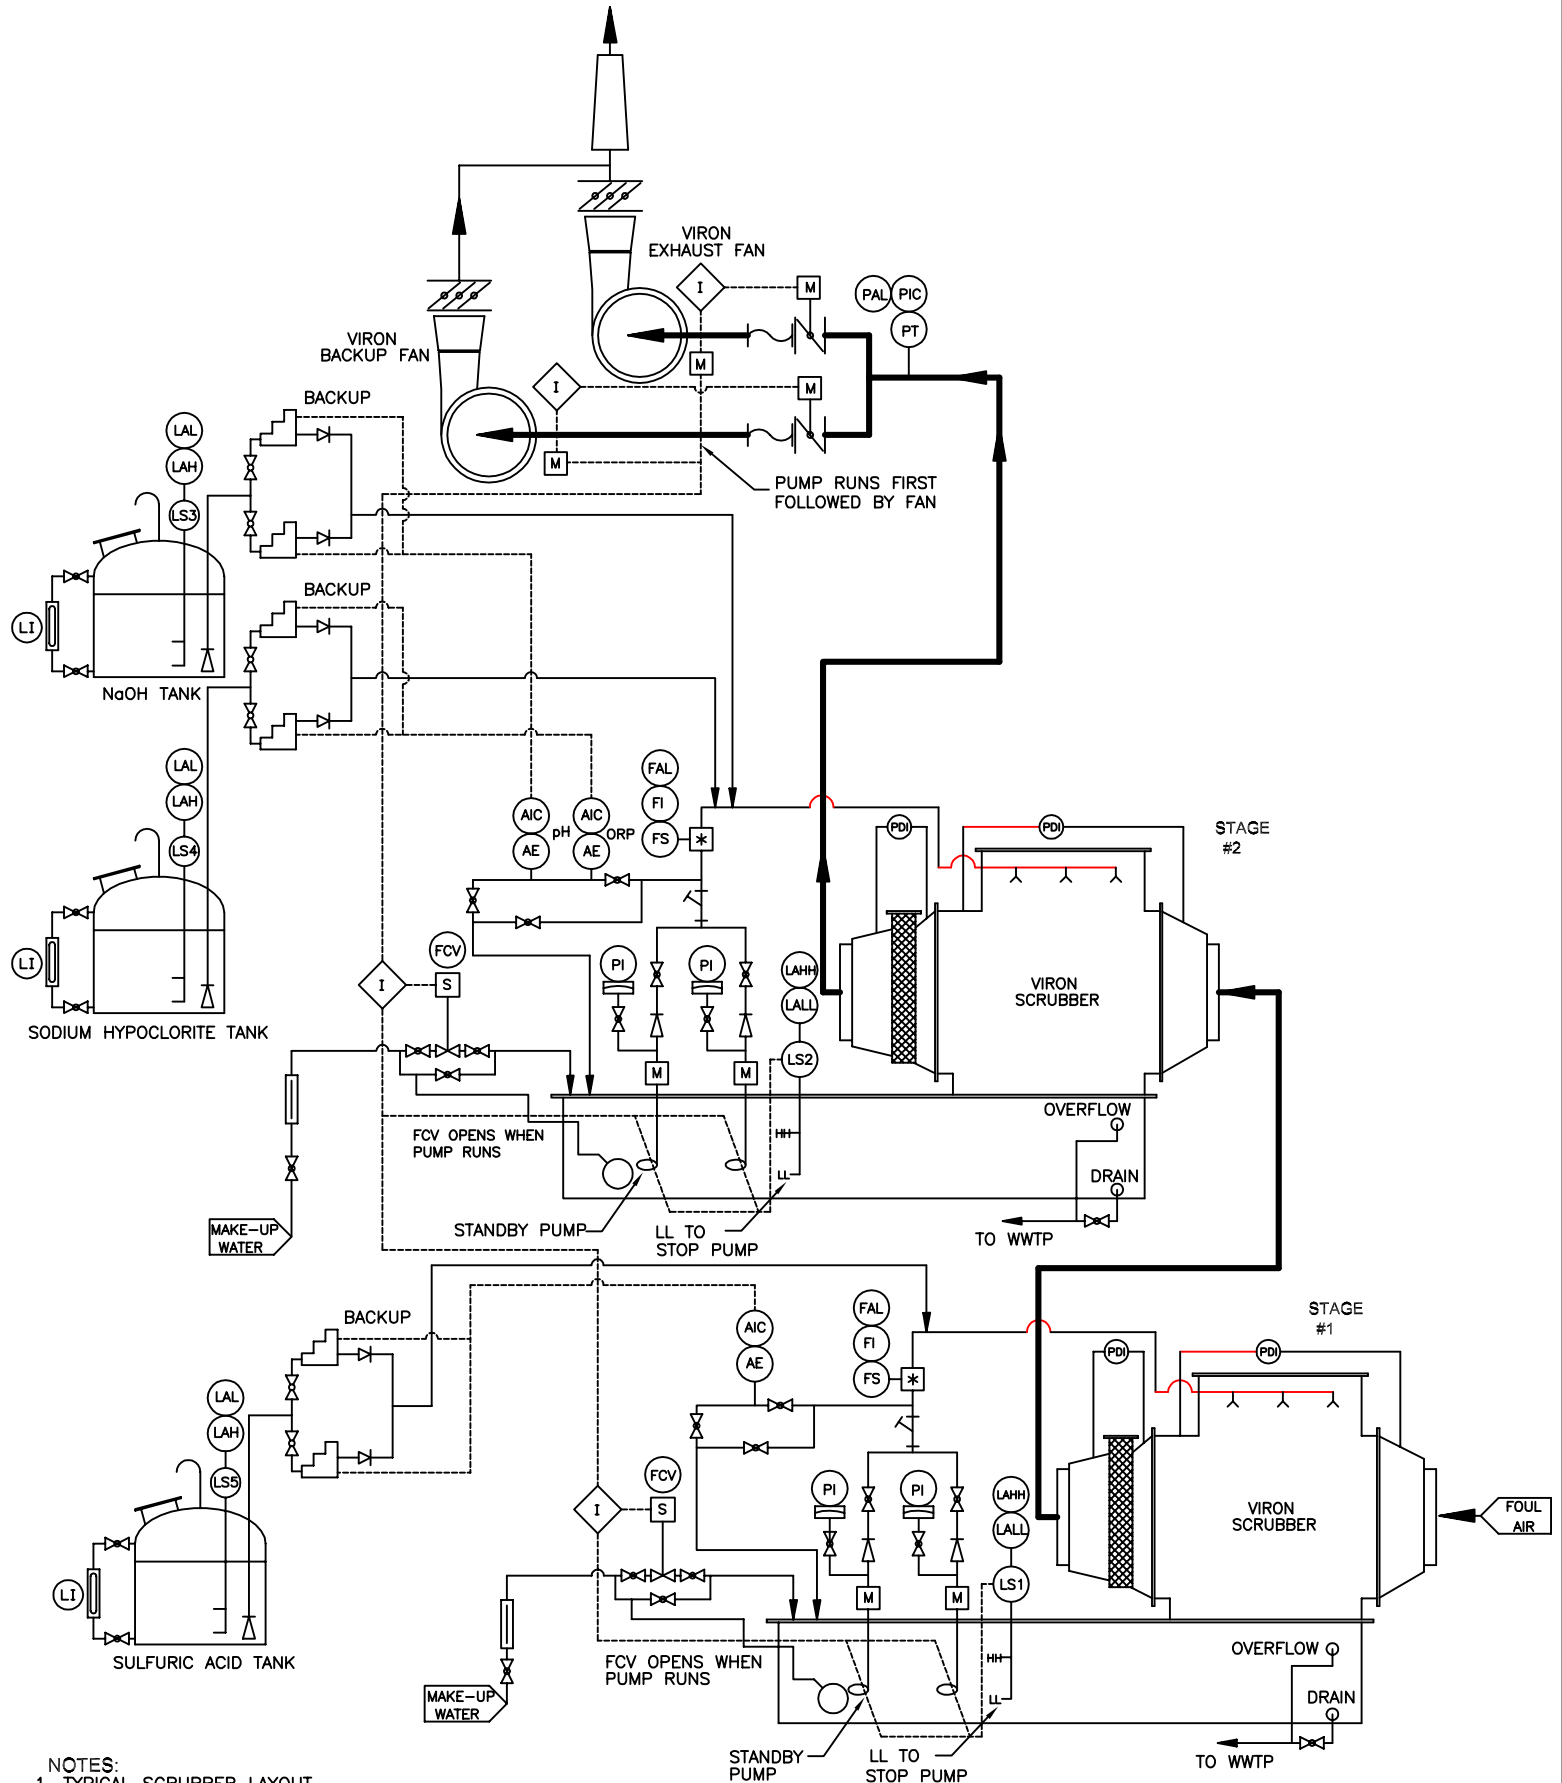 VIRON
EXHAUST FAN
I
M
PAL
PIC
PT
VIRON
BACKUP FAN
M
I
M
M
BACKUP
LAL
LAH
LS3
PUMP RUNS FIRST
FOLLOWED BY FAN
LI
NaOH TANK
BACKUP
LAL
LAH
LS4
LI
SODIUM HYPOCLORITE TANK
FAL
FI
FS
*
AIC
AE
pH
AIC
AE
ORP
PDI
PDI
STAGE
#2
FCV
I
S
PI
PI
LAHH
LALL
LS2
M
M
VIRON
SCRUBBER
OVERFLOW
FCV OPENS WHEN
PUMP RUNS
HH
LL
DRAIN
MAKE-UP
WATER
STANDBY PUMP
LL TO
STOP PUMP
TO WWTP
BACKUP
FAL
FI
FS
*
AIC
AE
STAGE
#1
PDI
PDI
LAL
LAH
LS5
LI
SULFURIC ACID TANK
FCV
I
S
PI
PI
LAHH
LALL
LS1
M
M
VIRON
SCRUBBER
FOUL
AIR
FCV OPENS WHEN
PUMP RUNS
HH
LL
OVERFLOW
DRAIN
MAKE-UP
WATER
STANDBY
PUMP
LL TO
STOP PUMP
TO WWTP
NOTES:
1. TYPICAL SCRUBBER LAYOUT